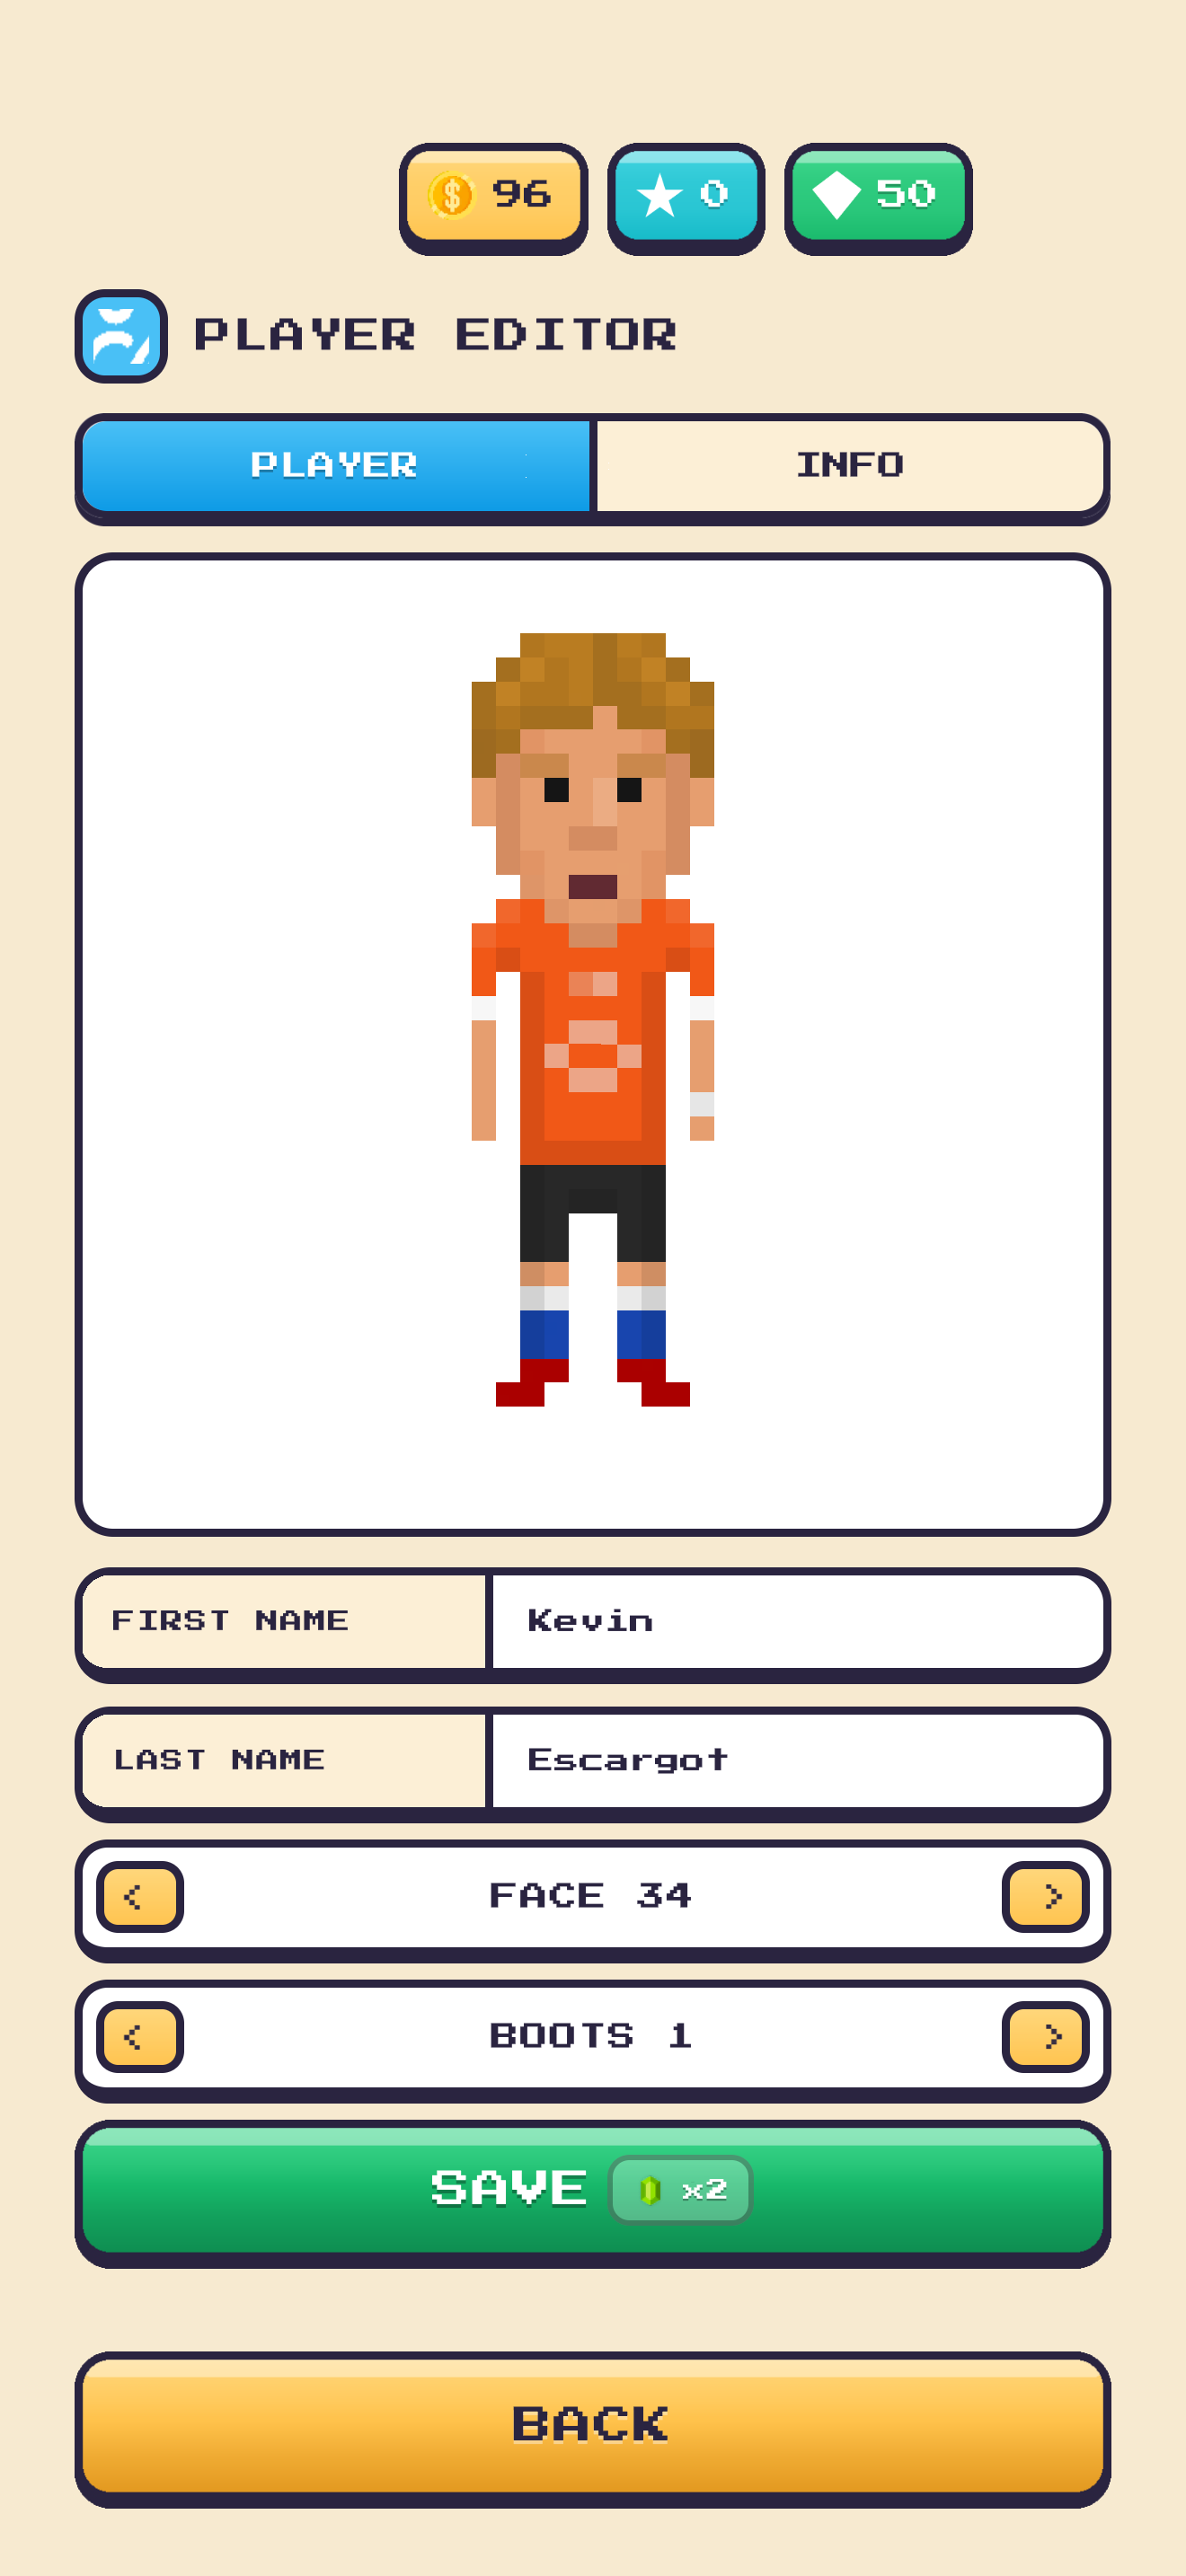 96 0 50
PLAYER EDITOR
PLAYER INFO
FIRST NAME Kevin
LAST NAME Escargot
< FACE 34 >
< BOOTS 1 >
SAVE x2
BACK